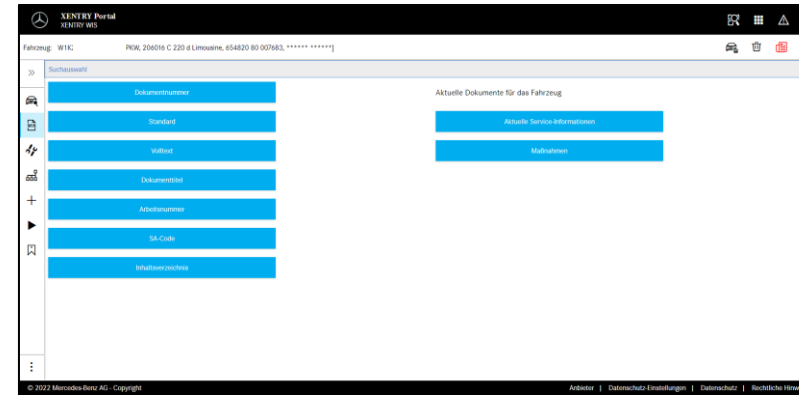 XENTRY Portal
XENTRY WIS
Fahrzeug: W1K: PKW, 206016 C 220 d Limousine, 654820 80 007683, ****** ******|
Suchauswahl
Dokumentnummer
Standard
Volltext
Dokumenttitel
Arbeitsnummer
SA-Code
Inhaltsverzeichnis
Aktuelle Dokumente für das Fahrzeug
Aktuelle Service-Informationen
Maßnahmen
© 2022 Mercedes-Benz AG - Copyright
Anbieter | Datenschutz-Einstellungen | Datenschutz | Rechtliche Hinw